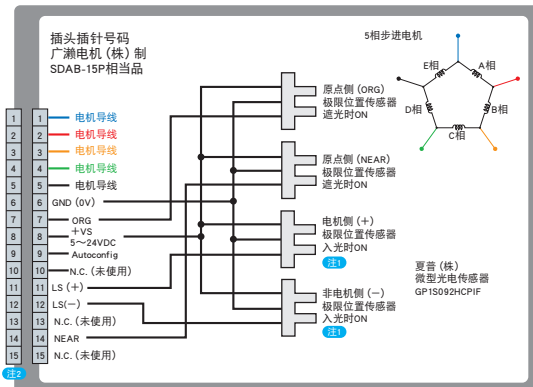 插头插针号码
广濑电机（株）制
SDAB-15P相当品
5相步进电机
E相
A相
D相
B相
C相
1 1 电机导线
2 2 电机导线
3 3 电机导线
4 4 电机导线
5 5 电机导线
6 6 GND (0V)
7 7 ORG
8 8 +VS
5～24VDC
9 9 Autoconfig
10 10 N.C.（未使用）
11 11 LS (+)
12 12 LS(−)
13 13 N.C.（未使用）
14 14 NEAR
15 15 N.C.（未使用）
注2
原点侧（ORG）
极限位置传感器
遮光时ON
原点侧（NEAR）
极限位置传感器
遮光时ON
电机侧（+）
极限位置传感器
入光时ON
注1
非电机侧（−）
极限位置传感器
入光时ON
注1
夏普（株）
微型光电传感器
GP1S092HCPIF